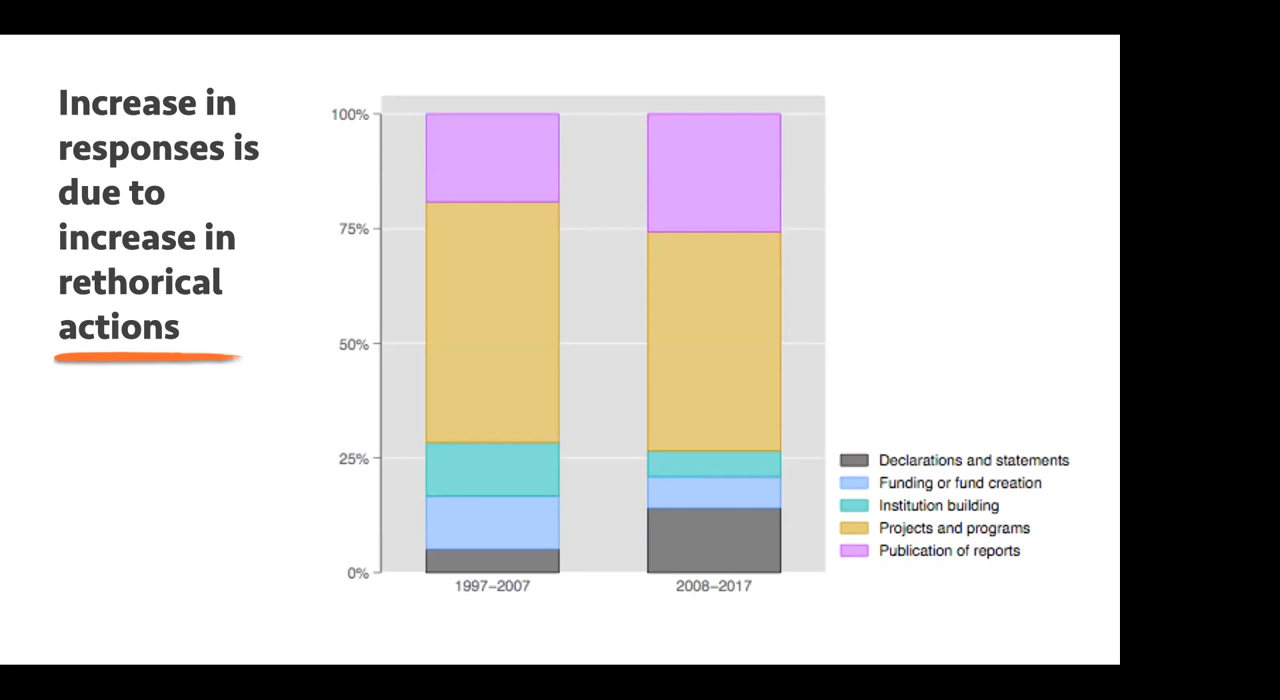 Increase in
responses is
due to
increase in
rethorical
actions
100%
75%
50%
25%
0%
1997–2007
2008–2017
Declarations and statements
Funding or fund creation
Institution building
Projects and programs
Publication of reports